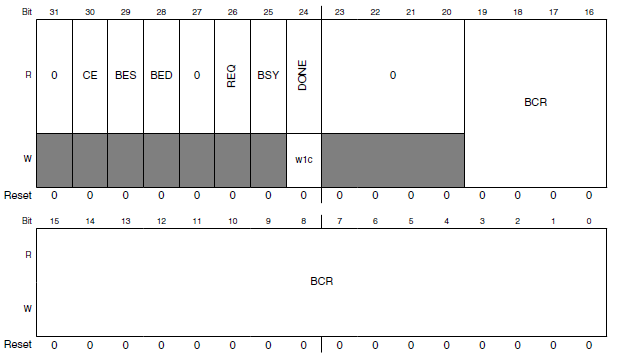 Bit 31 30 29 28 27 26 25 24 23 22 21 20 19 18 17 16
R 0 CE BES BED 0 REQ BSY DONE 0
BCR
W w1c
Reset 0 0 0 0 0 0 0 0 0 0 0 0 0 0 0 0
Bit 15 14 13 12 11 10 9 8 7 6 5 4 3 2 1 0
R
BCR
W
Reset 0 0 0 0 0 0 0 0 0 0 0 0 0 0 0 0